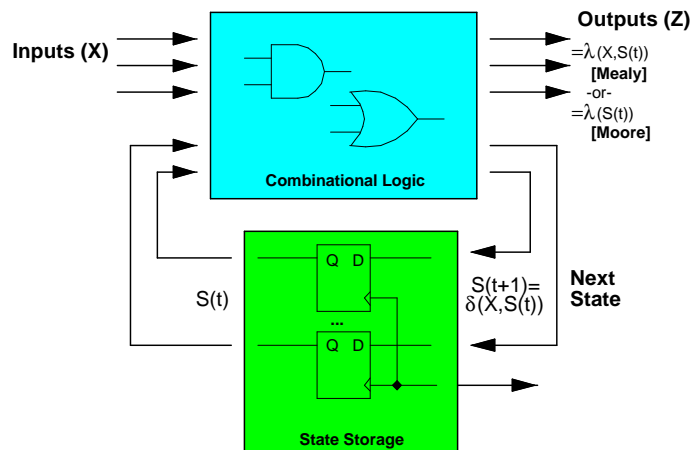 Outputs (Z)
Inputs (X)
=λ(X,S(t))
[Mealy]
-or-
=λ(S(t))
[Moore]
Combinational Logic
Q D
S(t)
S(t+1)=
δ(X,S(t))
Next
State
...
Q D
State Storage